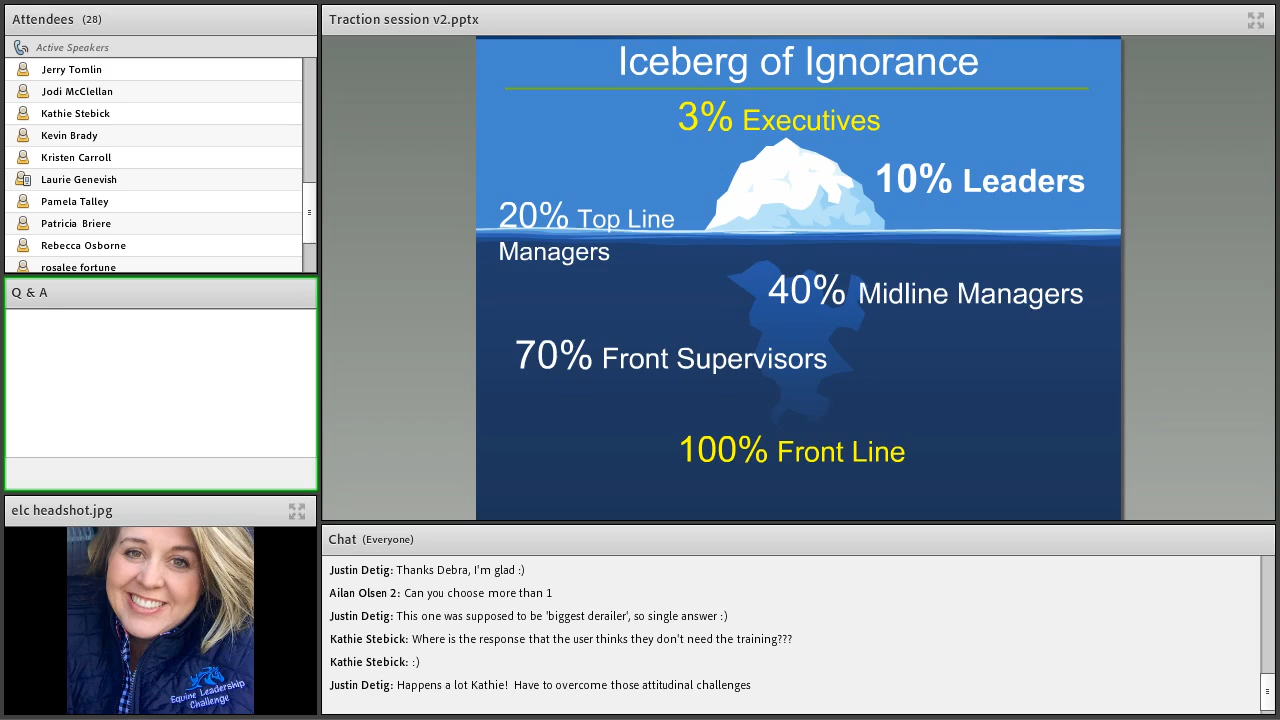 Attendees (28)
Active Speakers
Jerry Tomlin
Jodi McClellan
Kathie Stebick
Kevin Brady
Kristen Carroll
Laurie Genevish
Pamela Talley
Patricia Briere
Rebecca Osborne
rosalee fortune
Q & A
elc headshot.jpg
Equine Leadership
Challenge
Traction session v2.pptx
Iceberg of Ignorance
3% Executives
10% Leaders
20% Top Line
Managers
40% Midline Managers
70% Front Supervisors
100% Front Line
Chat (Everyone)
Justin Detig: Thanks Debra, I'm glad :)
Ailan Olsen 2: Can you choose more than 1
Justin Detig: This one was supposed to be 'biggest derailer', so single answer :)
Kathie Stebick: Where is the response that the user thinks they don't need the training???
Kathie Stebick: :)
Justin Detig: Happens a lot Kathie! Have to overcome those attitudinal challenges